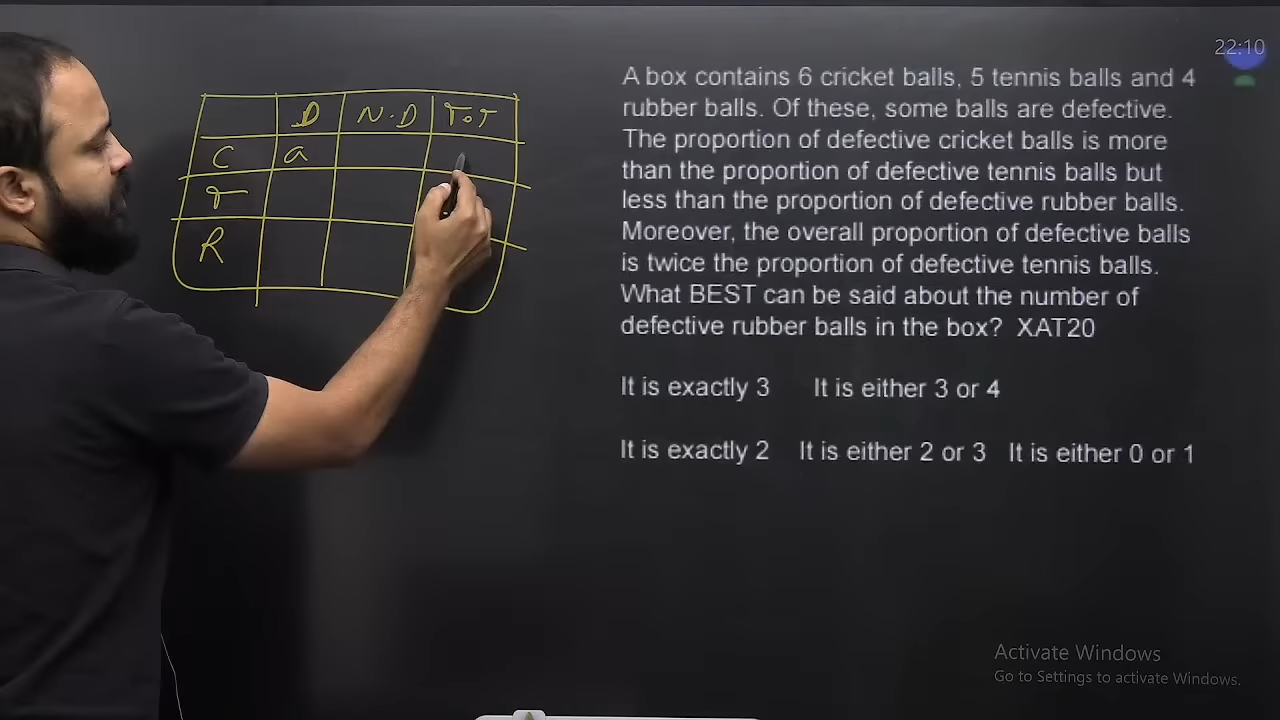 22:10
D N.D TOT
C a
T
R
A box contains 6 cricket balls, 5 tennis balls and 4
rubber balls. Of these, some balls are defective.
The proportion of defective cricket balls is more
than the proportion of defective tennis balls but
less than the proportion of defective rubber balls.
Moreover, the overall proportion of defective balls
is twice the proportion of defective tennis balls.
What BEST can be said about the number of
defective rubber balls in the box? XAT20
It is exactly 3 It is either 3 or 4
It is exactly 2 It is either 2 or 3 It is either 0 or 1
Activate Windows
Go to Settings to activate Windows.